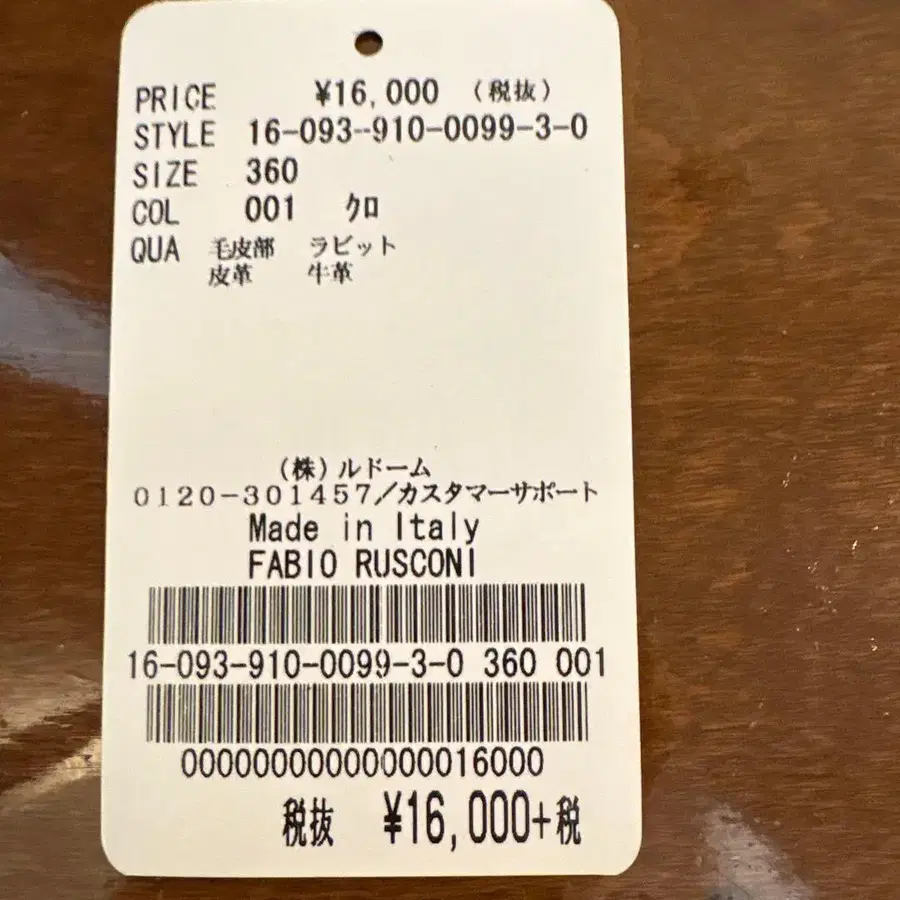 PRICE ¥16,000 (税抜)
STYLE 16-093-910-0099-3-0
SIZE 360
COL 001 クロ
QUA 毛皮部 ラビット
皮革 牛革
(株)ルドーム
0120-301457/カスタマーサポート
Made in Italy
FABIO RUSCONI
16-093-910-0099-3-0 360 001
00000000000000016000
税抜 ¥16,000+税